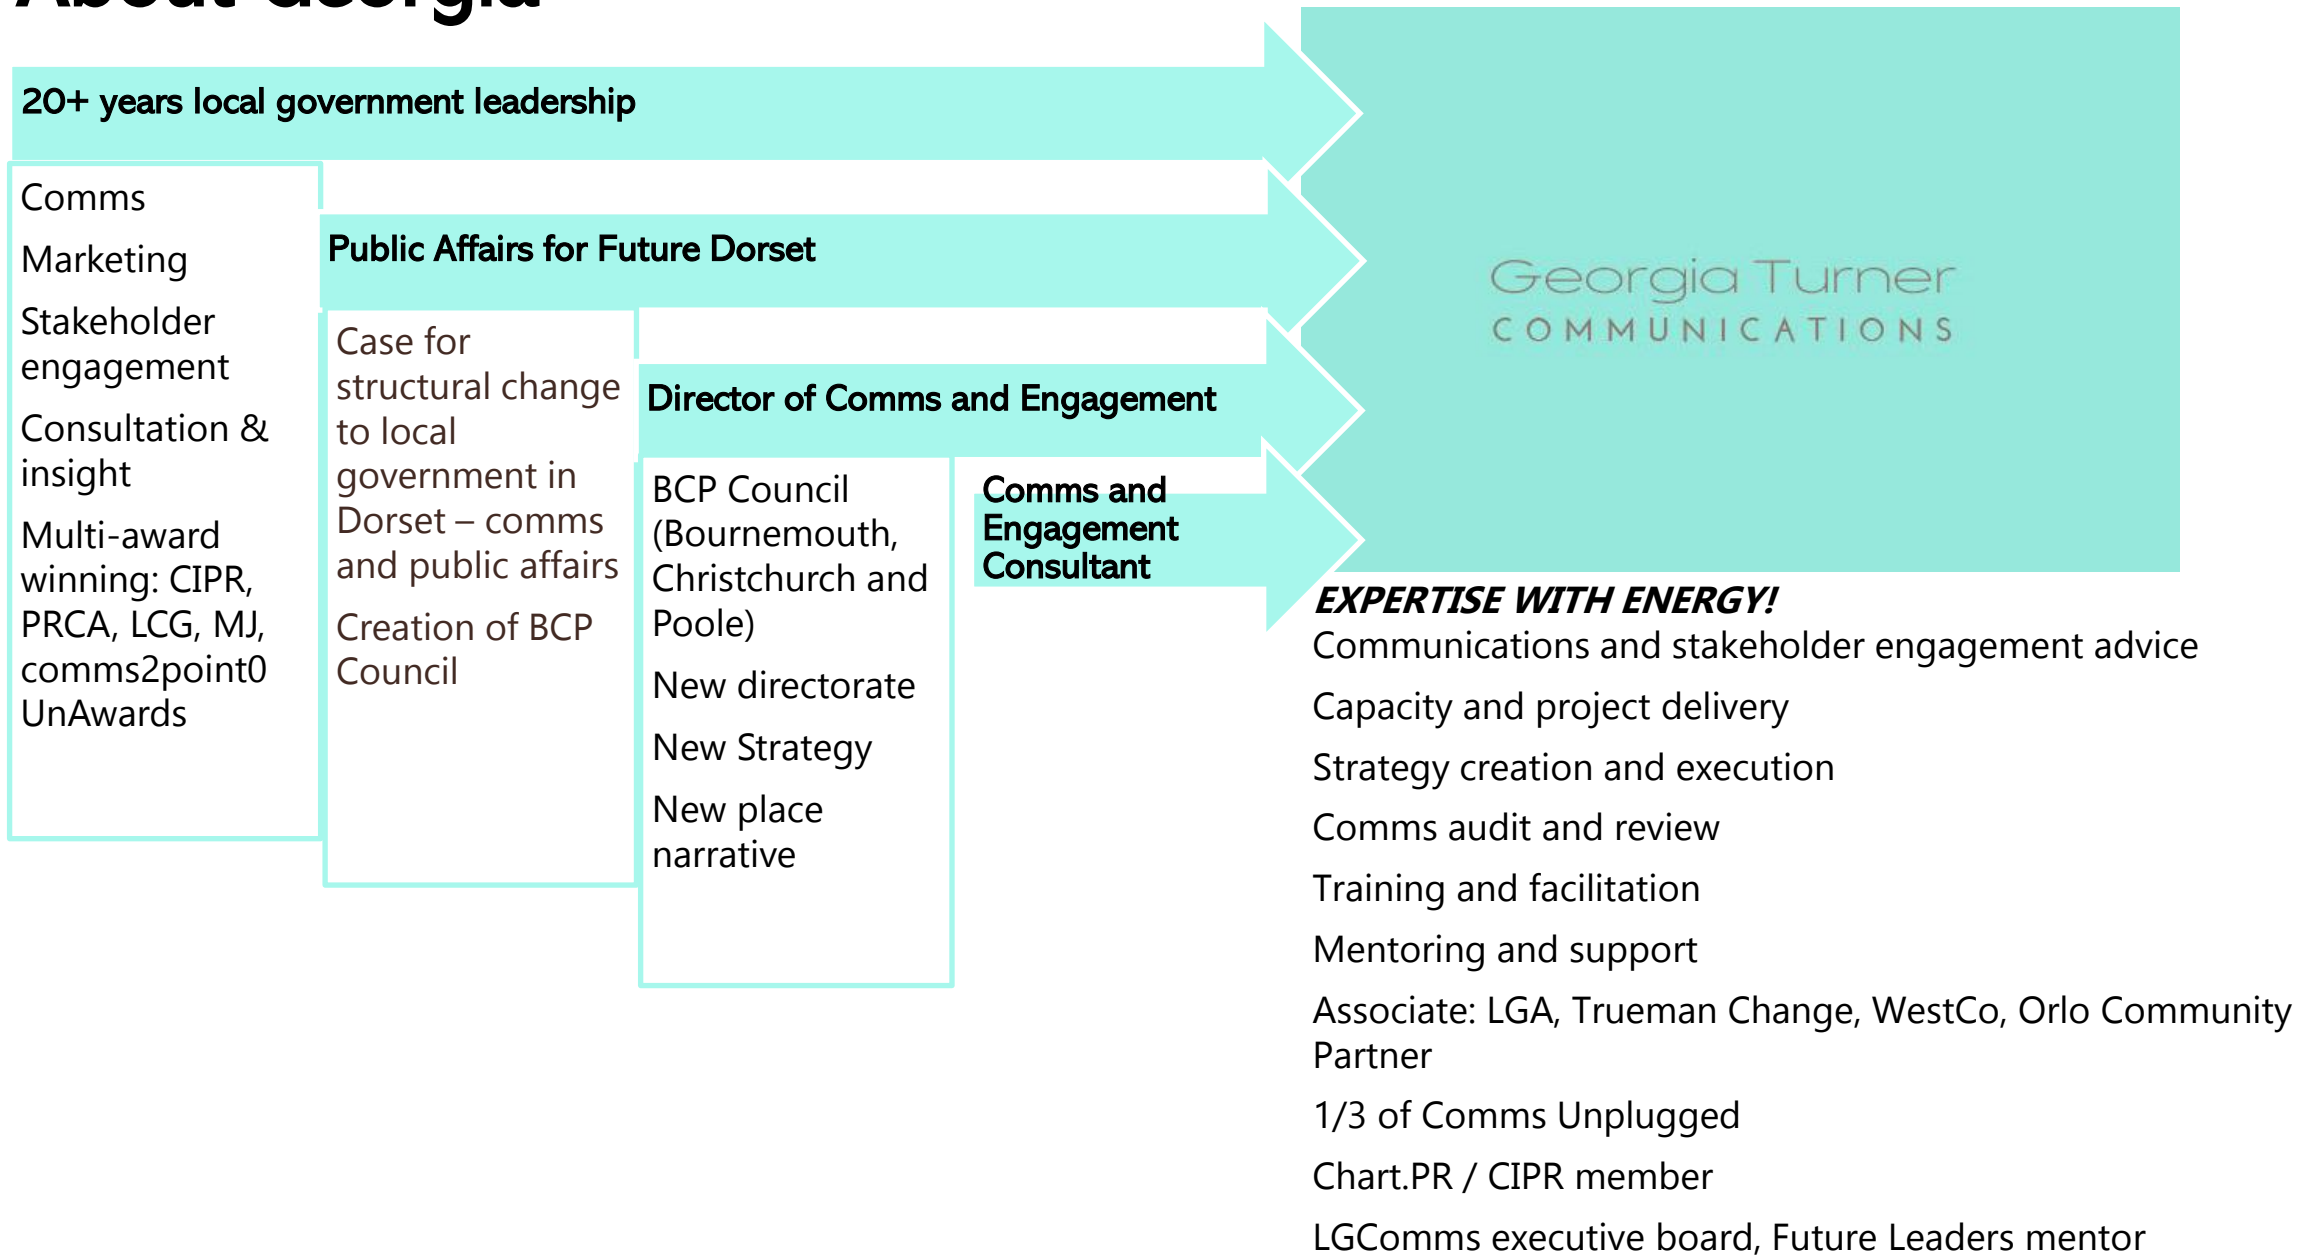 About Georgia
20+ years local government leadership
Comms
Marketing
Stakeholder
engagement
Consultation &
insight
Multi-award
winning: CIPR,
PRCA, LCG, MJ,
comms2point0
UnAwards
Public Affairs for Future Dorset
Case for
structural change
to local
government in
Dorset – comms
and public affairs
Creation of BCP
Council
Director of Comms and Engagement
BCP Council
(Bournemouth,
Christchurch and
Poole)
New directorate
New Strategy
New place
narrative
Comms and
Engagement
Consultant
Georgia Turner
COMMUNICATIONS
EXPERTISE WITH ENERGY!
Communications and stakeholder engagement advice
Capacity and project delivery
Strategy creation and execution
Comms audit and review
Training and facilitation
Mentoring and support
Associate: LGA, Trueman Change, WestCo, Orlo Community
Partner
1/3 of Comms Unplugged
Chart.PR / CIPR member
LGComms executive board, Future Leaders mentor